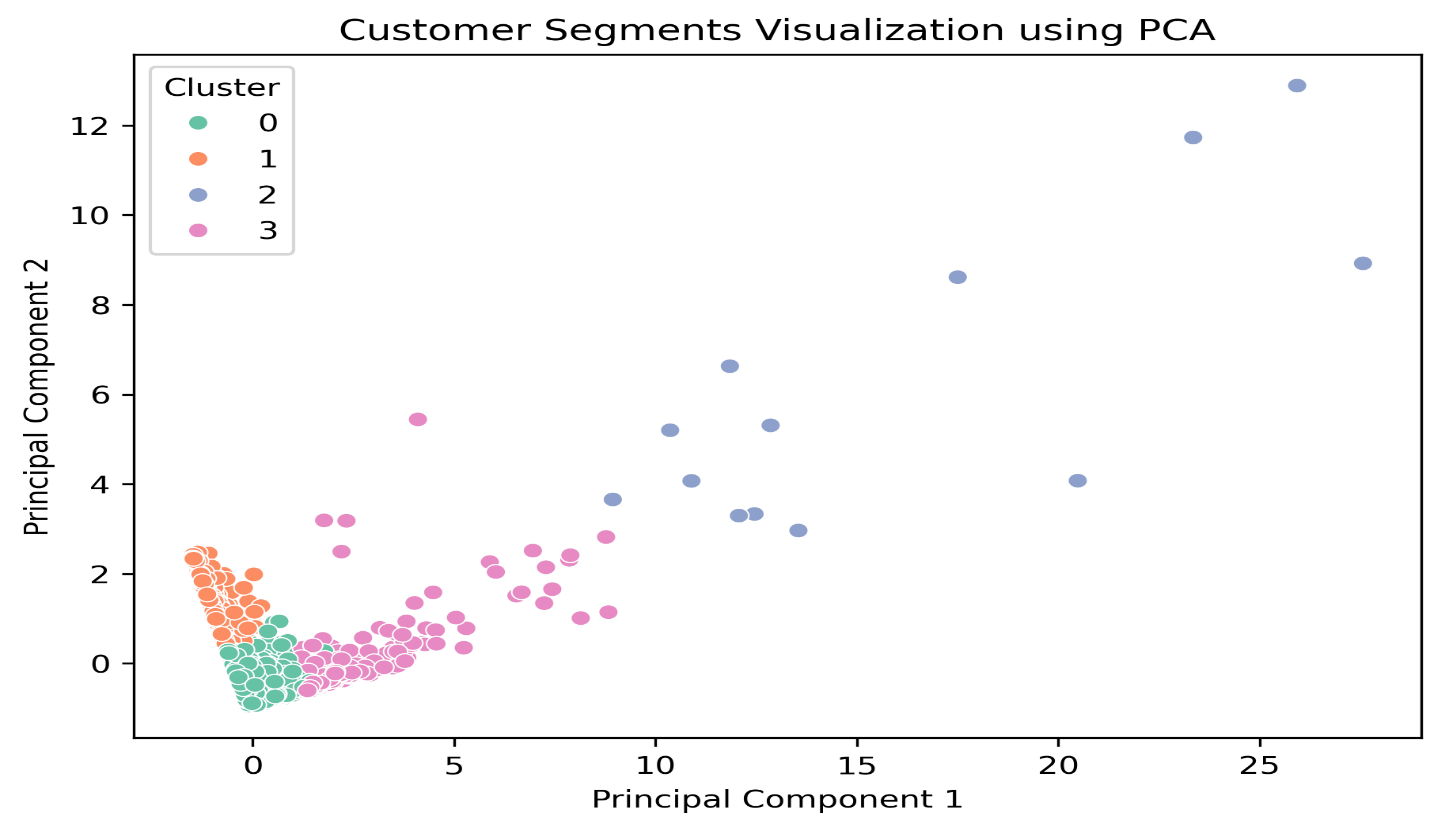 Customer Segments Visualization using PCA
Cluster
0
1
2
3
12
10
8
6
4
2
0
Principal Component 2
0 5 10 15 20 25
Principal Component 1